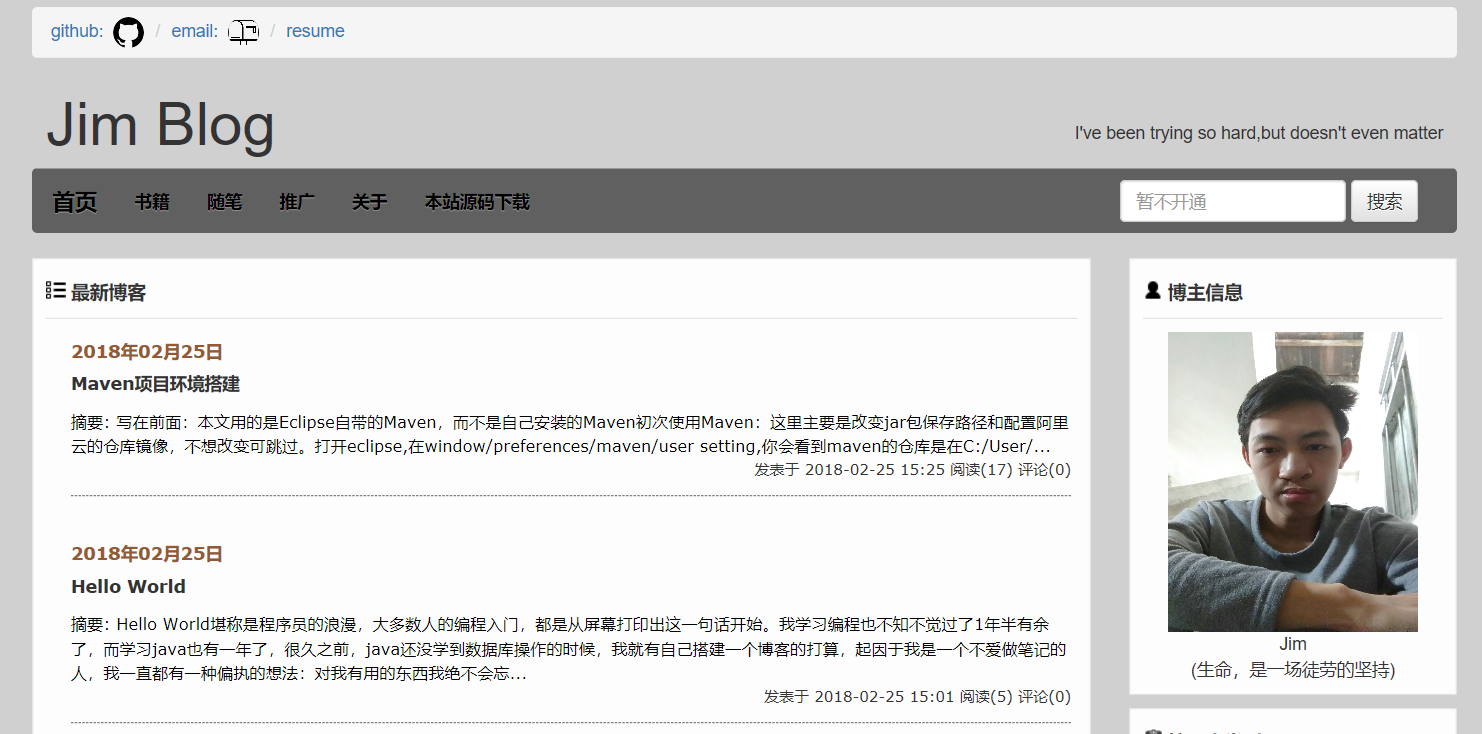 github: / email: / resume
Jim Blog
I've been trying so hard,but doesn't even matter
首页 书籍 随笔 推广 关于 本站源码下载 暂不开通 搜索
最新博客
2018年02月25日
Maven项目环境搭建
摘要：写在前面：本文用的是Eclipse自带的Maven，而不是自己安装的Maven初次使用Maven：这里主要是改变jar包保存路径和配置阿里
云的仓库镜像，不想改变可跳过。打开eclipse,在window/preferences/maven/user setting,你会看到maven的仓库是在C:/User/...
发表于 2018-02-25 15:25 阅读(17) 评论(0)
2018年02月25日
Hello World
摘要：Hello World堪称是程序员的浪漫，大多数人的编程入门，都是从屏幕打印出这一句话开始。我学习编程也不知不觉过了1年半有余
了，而学习java也有一年了，很久之前，java还没学到数据库操作的时候，我就有自己搭建一个博客的打算，起因于我是一个不爱做笔记的
人，我一直都有一种偏执的想法：对我有用的东西我绝不会忘...
发表于 2018-02-25 15:01 阅读(5) 评论(0)
博主信息
Jim
(生命，是一场徒劳的坚持)